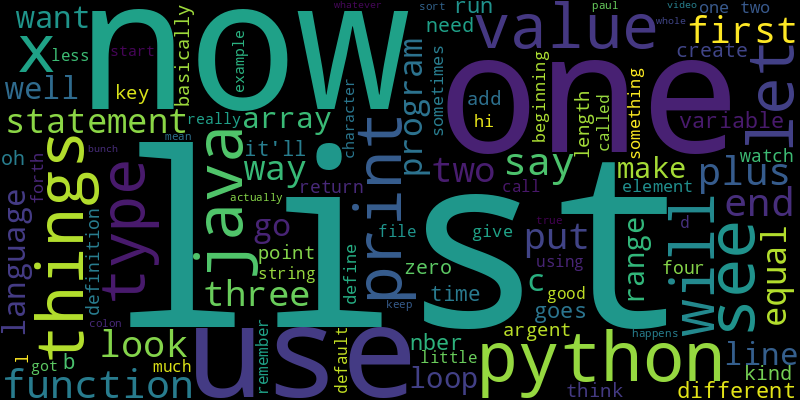 want
now
basically
whatever
sort
run
video
paul
one two
whole
x
less
start
example
need
value
first
create
let
well
key
sometimes
one
add
hi
beginning
length
called
something
variable
statement
really
array
character
program
oh
mean
it'll
java
print
two
say
make
watch
bunch
way
return
call
element
plus
forth
things
type
actually
list
go
put
d
end
language
definition
point
file
give
true
using
range
will
see
equal
string
define
zero
c
good
four
three
time
goes
keep
colon
use
nber
argent
happens
look
remember
default
little
python
line
l
got
b
much
loop
kind
function
think
different